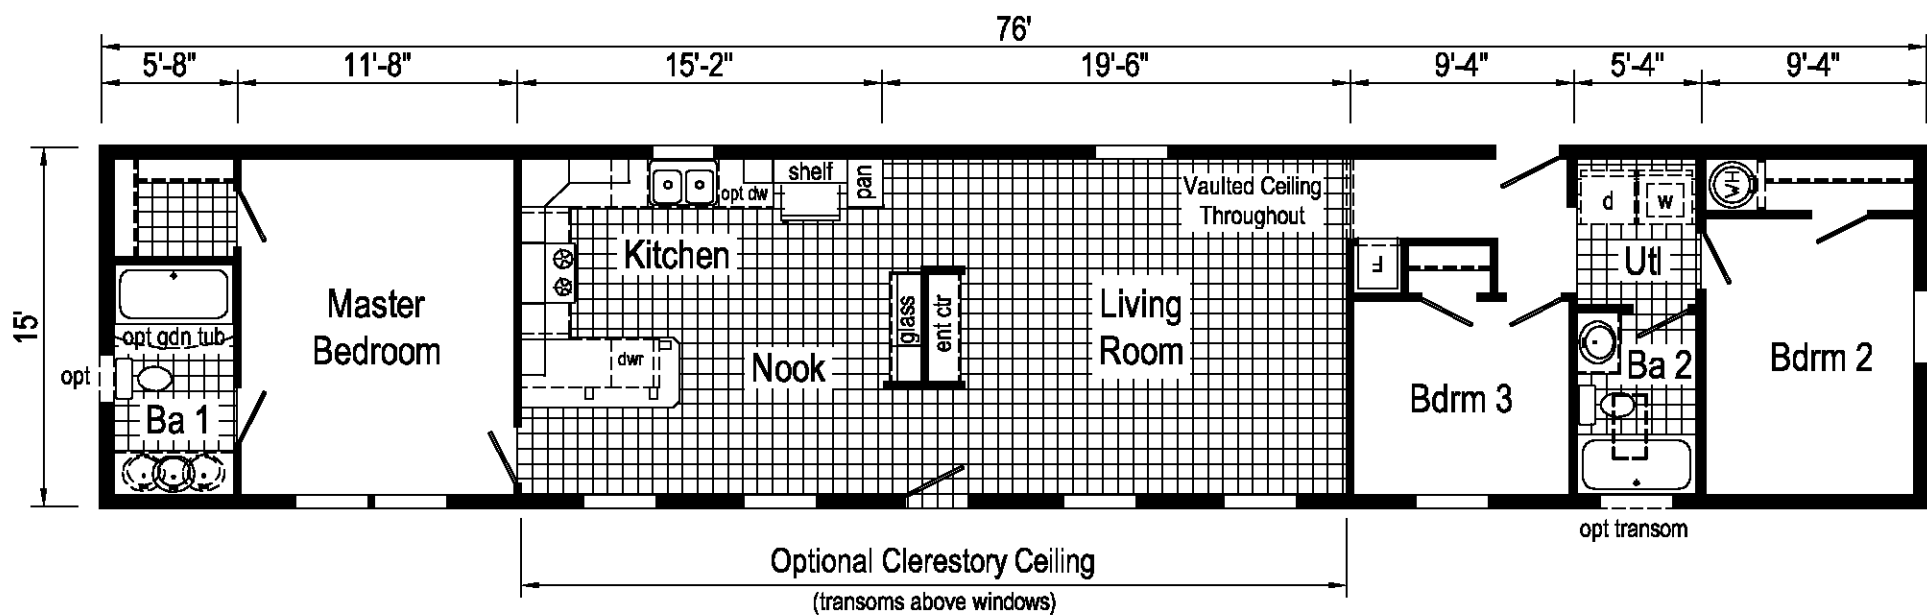 76'
5'-8" 11'-8" 15'-2" 19'-6" 9'-4" 5'-4" 9'-4"
15'
shelf
pan
opt dw
Vaulted Ceiling
Throughout
d
w
WH
Kitchen
F
Utl
Master
Bedroom
glass
ent ctr
Living
Room
opt gdn tub
dwr
Nook
Ba 2
Bdrm 2
opt
Ba 1
Bdrm 3
opt transom
Optional Clerestory Ceiling
(transoms above windows)